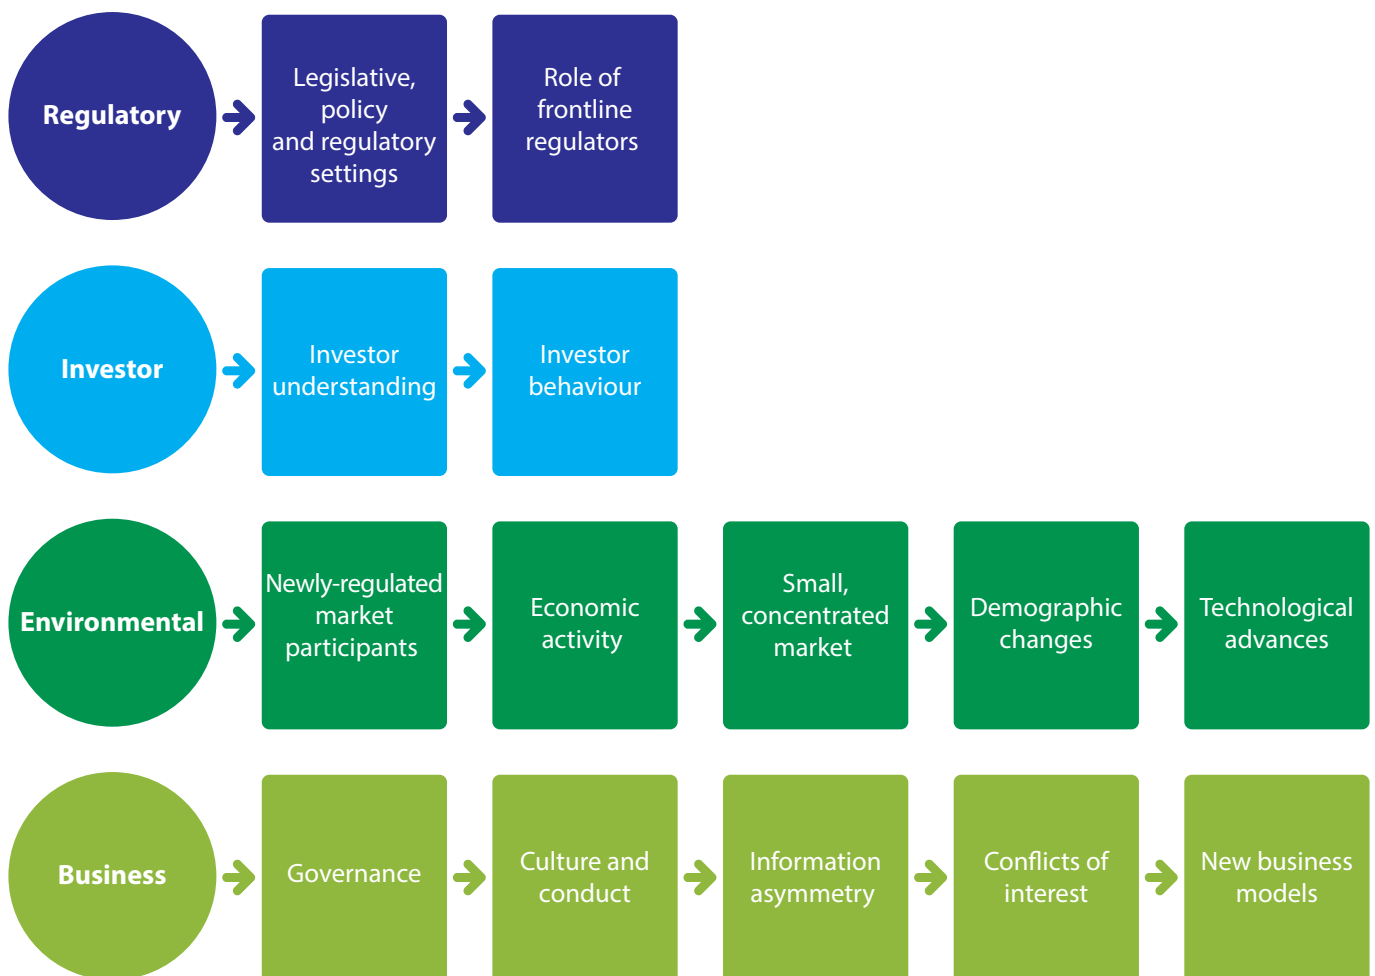 Regulatory
Legislative,
policy
and regulatory
settings
Role of
frontline
regulators
Investor
Investor
understanding
Investor
behaviour
Environmental
Newly-regulated
market
participants
Economic
activity
Small,
concentrated
market
Demographic
changes
Technological
advances
Business
Governance
Culture and
conduct
Information
asymmetry
Conflicts of
interest
New business
models